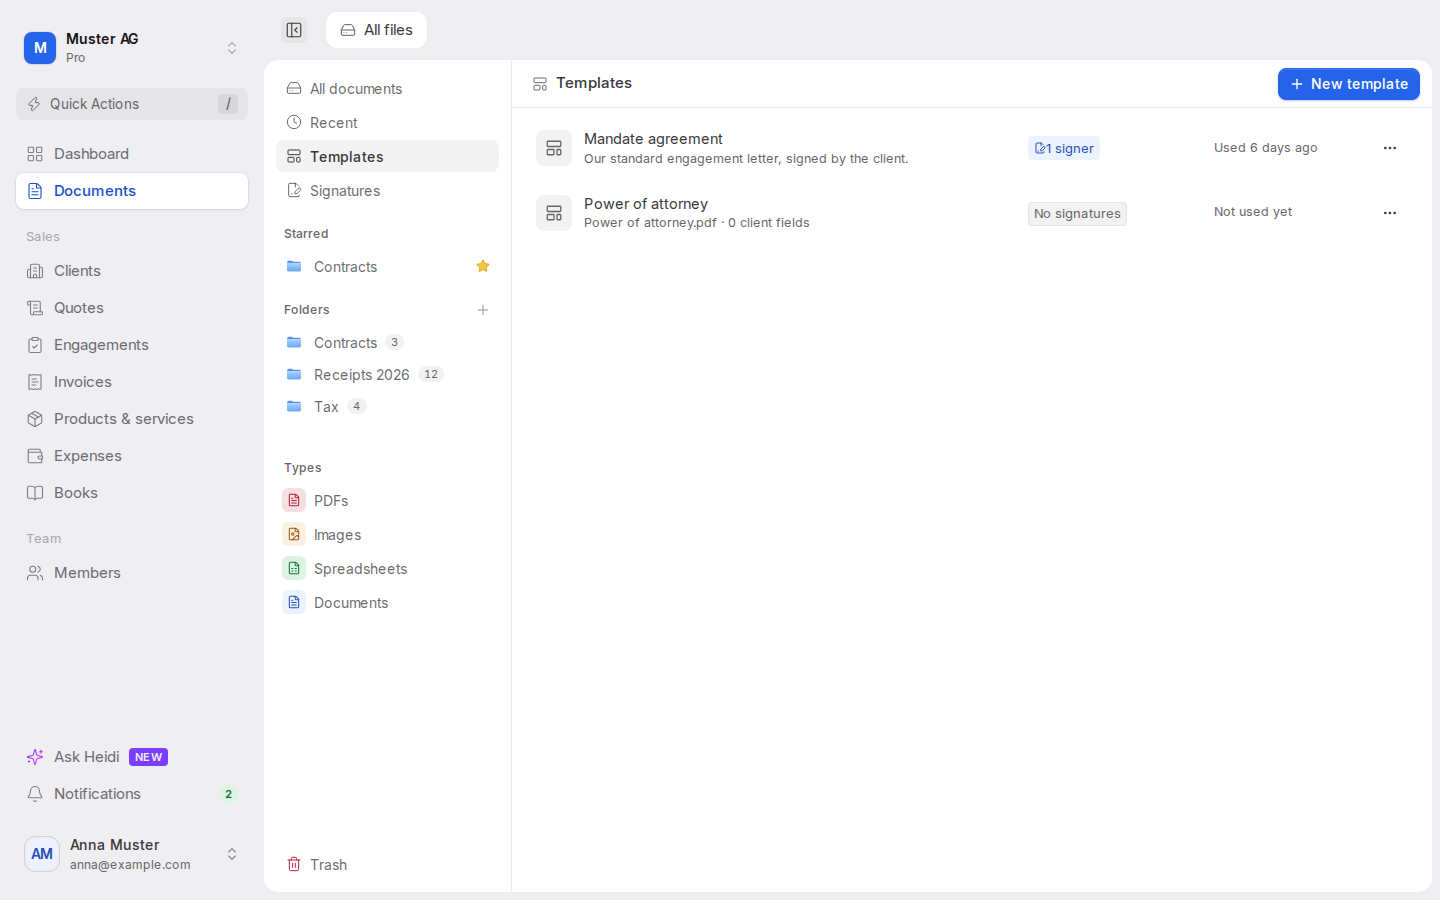 M
Muster AG
Pro
Quick Actions /
Dashboard
Documents
Sales
Clients
Quotes
Engagements
Invoices
Products & services
Expenses
Books
Team
Members
Ask Heidi NEW
Notifications 2
AM
Anna Muster
anna@example.com
All files
All documents
Recent
Templates
Signatures
Starred
Contracts
Folders
Contracts 3
Receipts 2026 12
Tax 4
Types
PDFs
Images
Spreadsheets
Documents
Trash
Templates
New template
Mandate agreement
Our standard engagement letter, signed by the client.
1 signer
Used 6 days ago
Power of attorney
Power of attorney.pdf · 0 client fields
No signatures
Not used yet